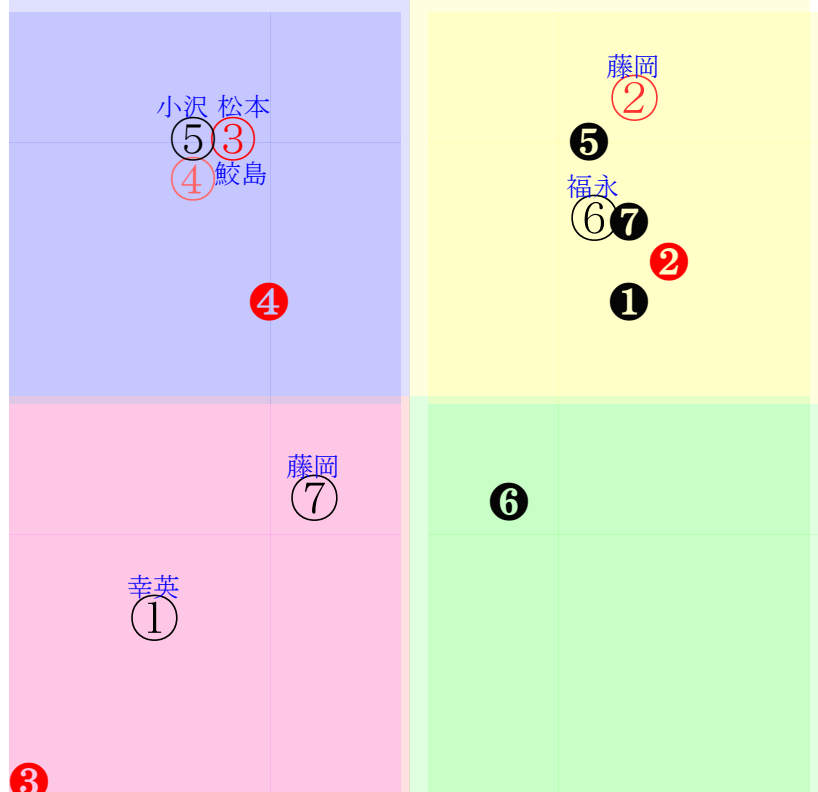 藤岡
②
小沢 松本
⑤③
❺
④ 鮫島
福永
⑥❼
❷
❹
❶
藤岡
⑦
❻
幸英
①
❸